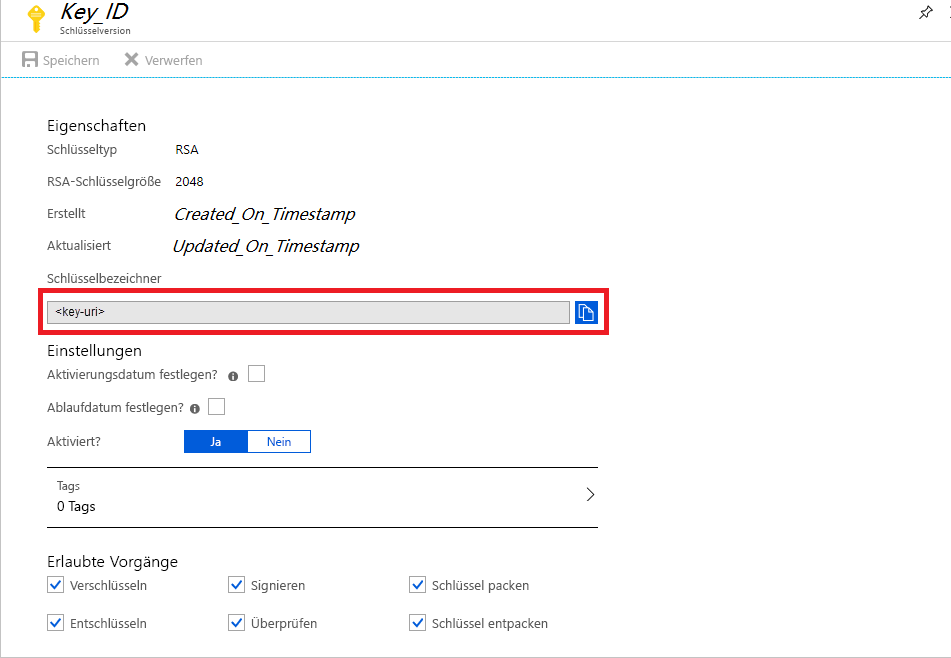 Key_ID
Schlüsselversion
Speichern Verwerfen
Eigenschaften
Schlüsseltyp RSA
RSA-Schlüsselgröße 2048
Erstellt Created_On_Timestamp
Aktualisiert Updated_On_Timestamp
Schlüsselbezeichner
<key-uri>
Einstellungen
Aktivierungsdatum festlegen?
Ablaufdatum festlegen?
Aktiviert? Ja Nein
Tags
0 Tags
Erlaubte Vorgänge
Verschlüsseln Signieren Schlüssel packen
Entschlüsseln Überprüfen Schlüssel entpacken